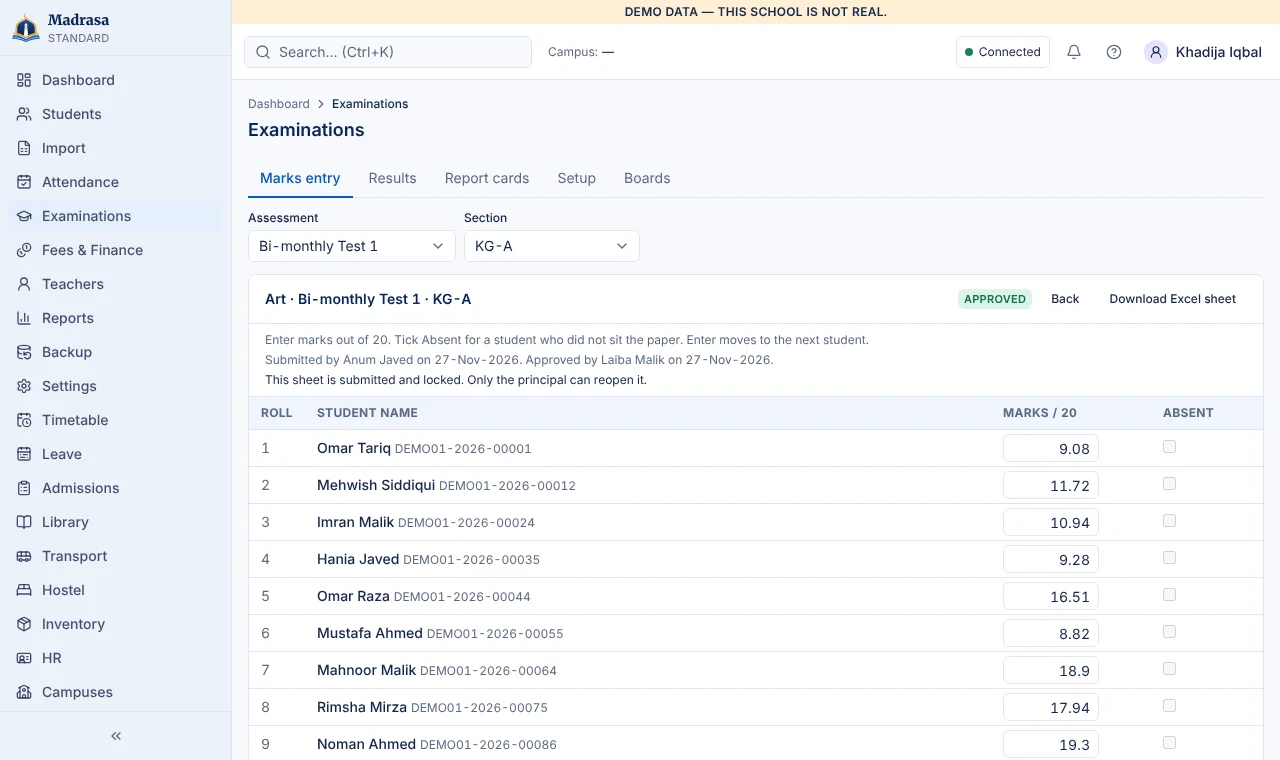 DEMO DATA — THIS SCHOOL IS NOT REAL.
Madrasa
STANDARD
Search... (Ctrl+K)
Campus: —
Connected
Khadija Iqbal
Dashboard
Students
Import
Attendance
Examinations
Fees & Finance
Teachers
Reports
Backup
Settings
Timetable
Leave
Admissions
Library
Transport
Hostel
Inventory
HR
Campuses
«
Dashboard > Examinations
Examinations
Marks entry Results Report cards Setup Boards
Assessment Section
Bi-monthly Test 1 KG-A
Art · Bi-monthly Test 1 · KG-A APPROVED Back Download Excel sheet
Enter marks out of 20. Tick Absent for a student who did not sit the paper. Enter moves to the next student.
Submitted by Anum Javed on 27-Nov-2026. Approved by Laiba Malik on 27-Nov-2026.
This sheet is submitted and locked. Only the principal can reopen it.
ROLL STUDENT NAME MARKS / 20 ABSENT
1 Omar Tariq DEMO01-2026-00001 9.08
2 Mehwish Siddiqui DEMO01-2026-00012 11.72
3 Imran Malik DEMO01-2026-00024 10.94
4 Hania Javed DEMO01-2026-00035 9.28
5 Omar Raza DEMO01-2026-00044 16.51
6 Mustafa Ahmed DEMO01-2026-00055 8.82
7 Mahnoor Malik DEMO01-2026-00064 18.9
8 Rimsha Mirza DEMO01-2026-00075 17.94
9 Noman Ahmed DEMO01-2026-00086 19.3